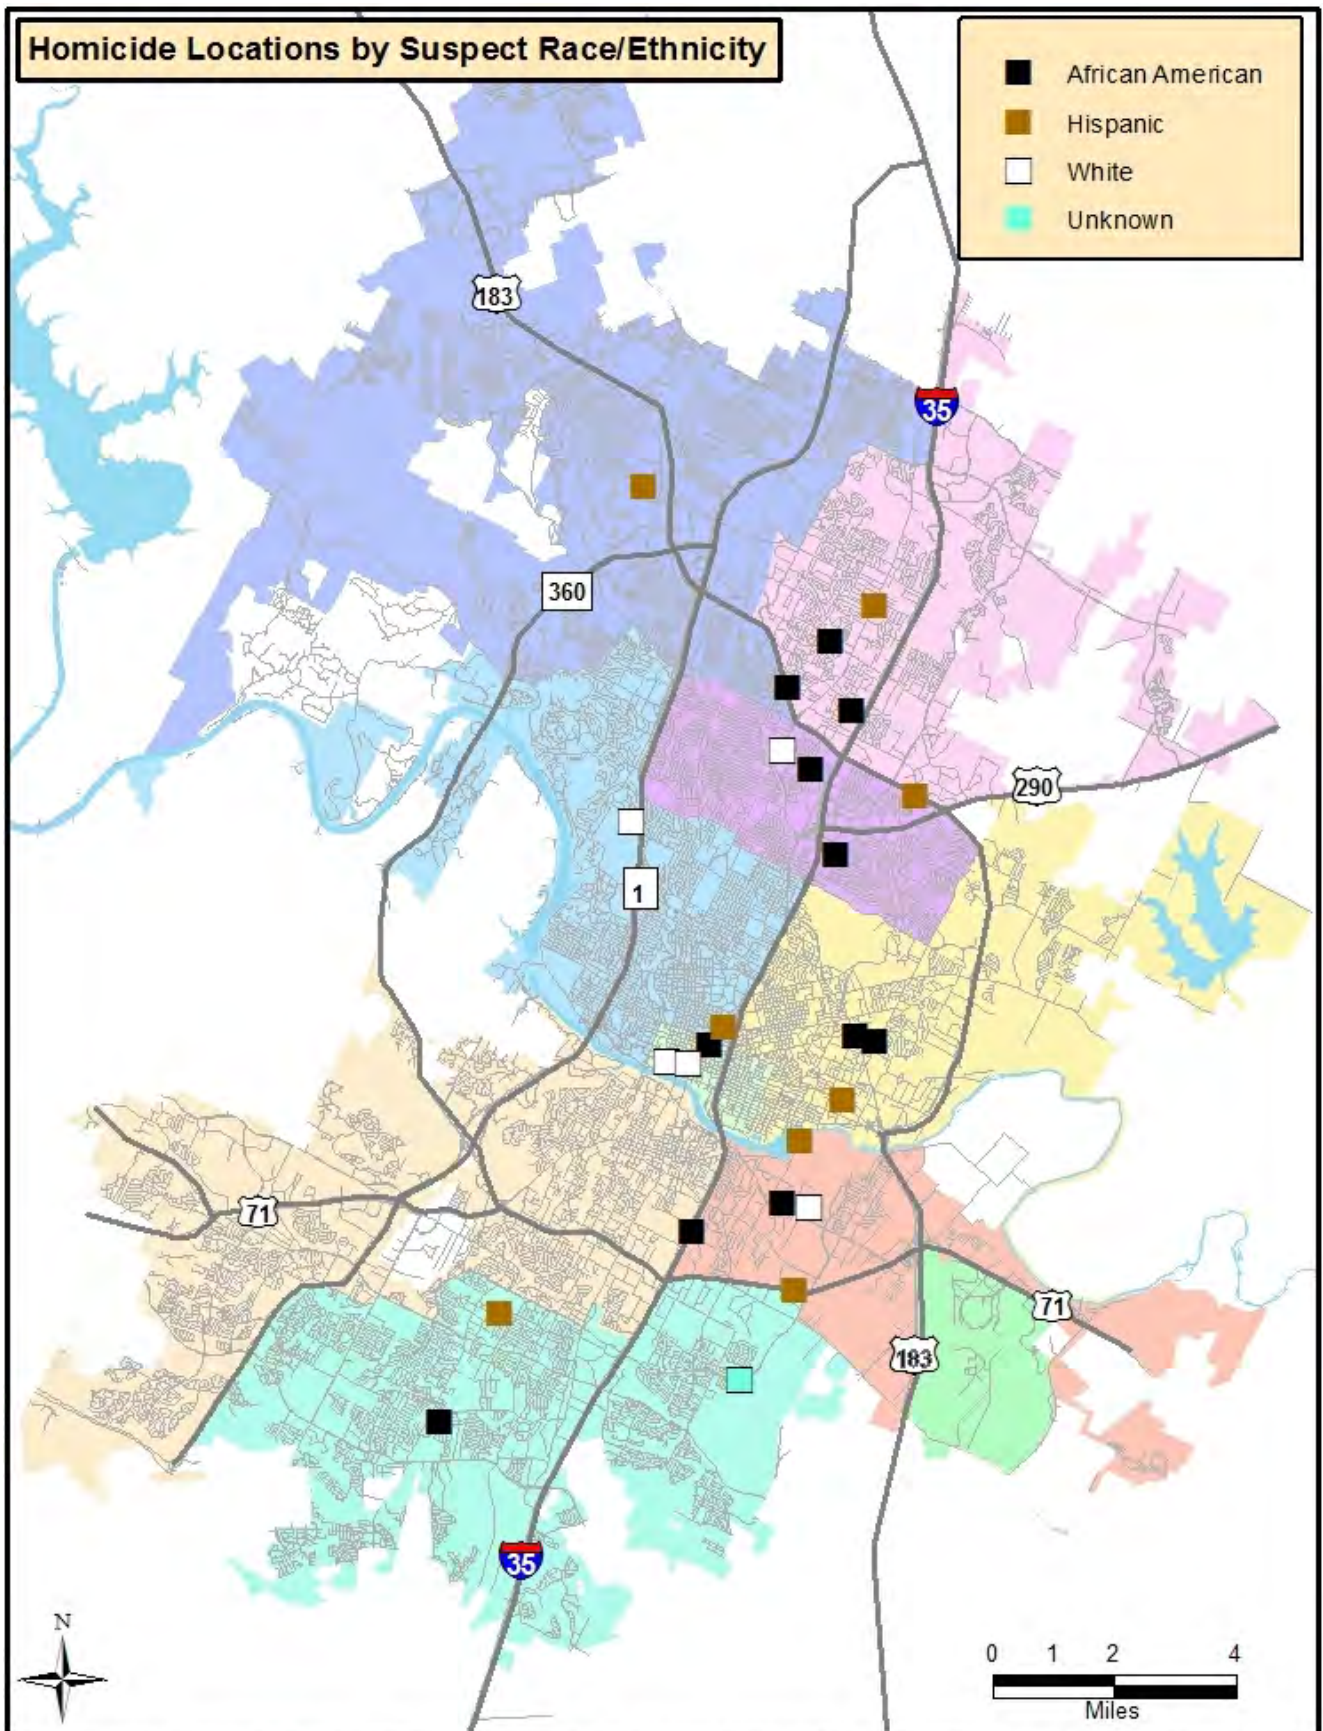 Homicide Locations by Suspect Race/Ethnicity
African American
Hispanic
White
Unknown
183
35
360
290
1
71
71
183
35
N
0 1 2 4
Miles